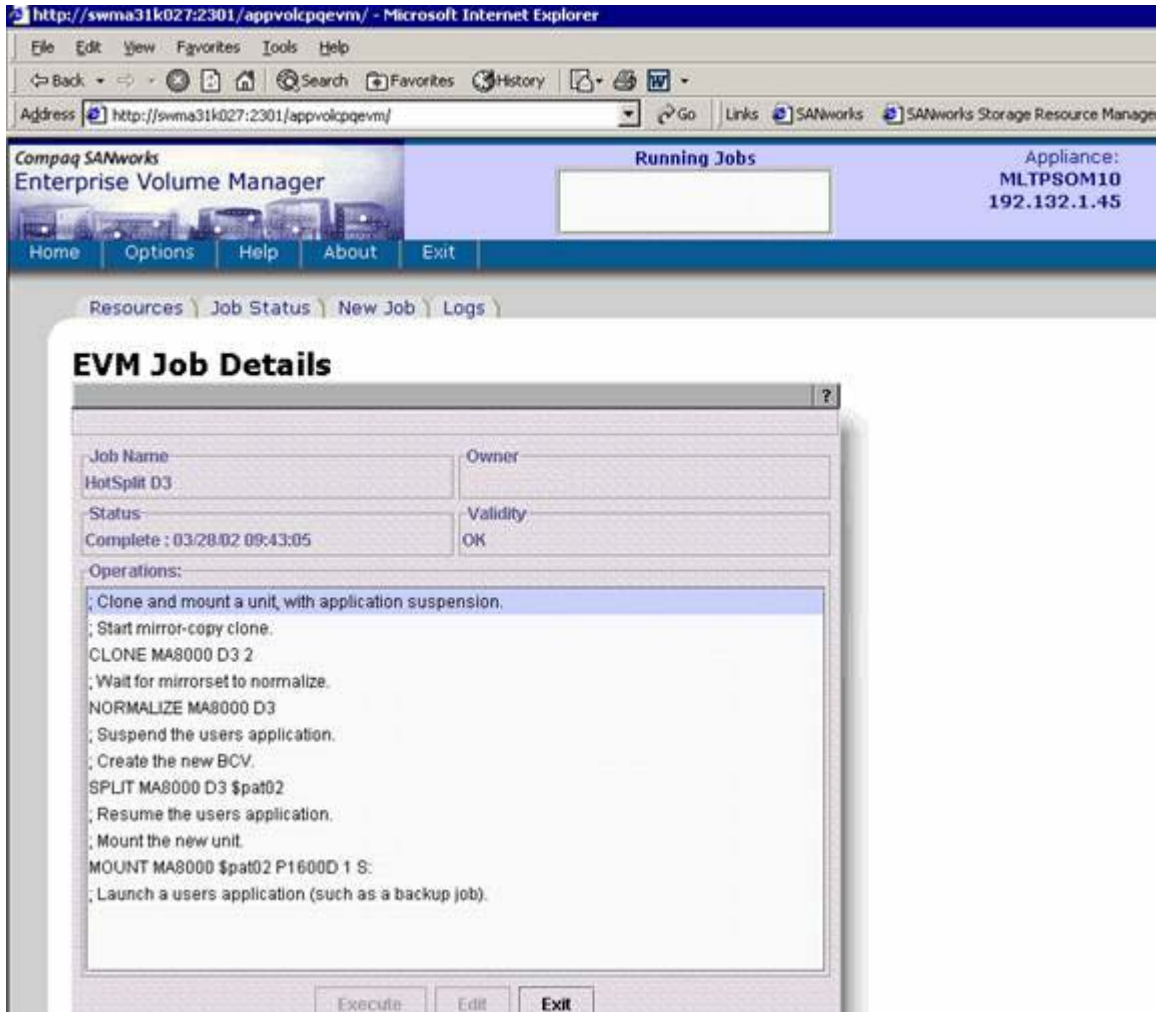 http://swma31k027:2301/appvolcpqevm/ - Microsoft Internet Explorer
File Edit View Favorites Tools Help
Back Search Favorites History
Address http://swma31k027:2301/appvolcpqevm/ Go Links SANworks SANworks Storage Resource Manage
Compaq SANworks
Enterprise Volume Manager
Running Jobs
Appliance:
MLTPSOM10
192.132.1.45
Home Options Help About Exit
Resources Job Status New Job Logs
EVM Job Details
?
Job Name
HotSplit D3
Owner
Status
Complete : 03/28/02 09:43:05
Validity
OK
Operations:
; Clone and mount a unit, with application suspension.
; Start mirror-copy clone.
CLONE MA8000 D3 2
; Wait for mirrorset to normalize.
NORMALIZE MA8000 D3
; Suspend the users application.
; Create the new BCV.
SPLIT MA8000 D3 $pat02
; Resume the users application.
; Mount the new unit.
MOUNT MA8000 $pat02 P1600D 1 S:
; Launch a users application (such as a backup job).
Execute Edit Exit